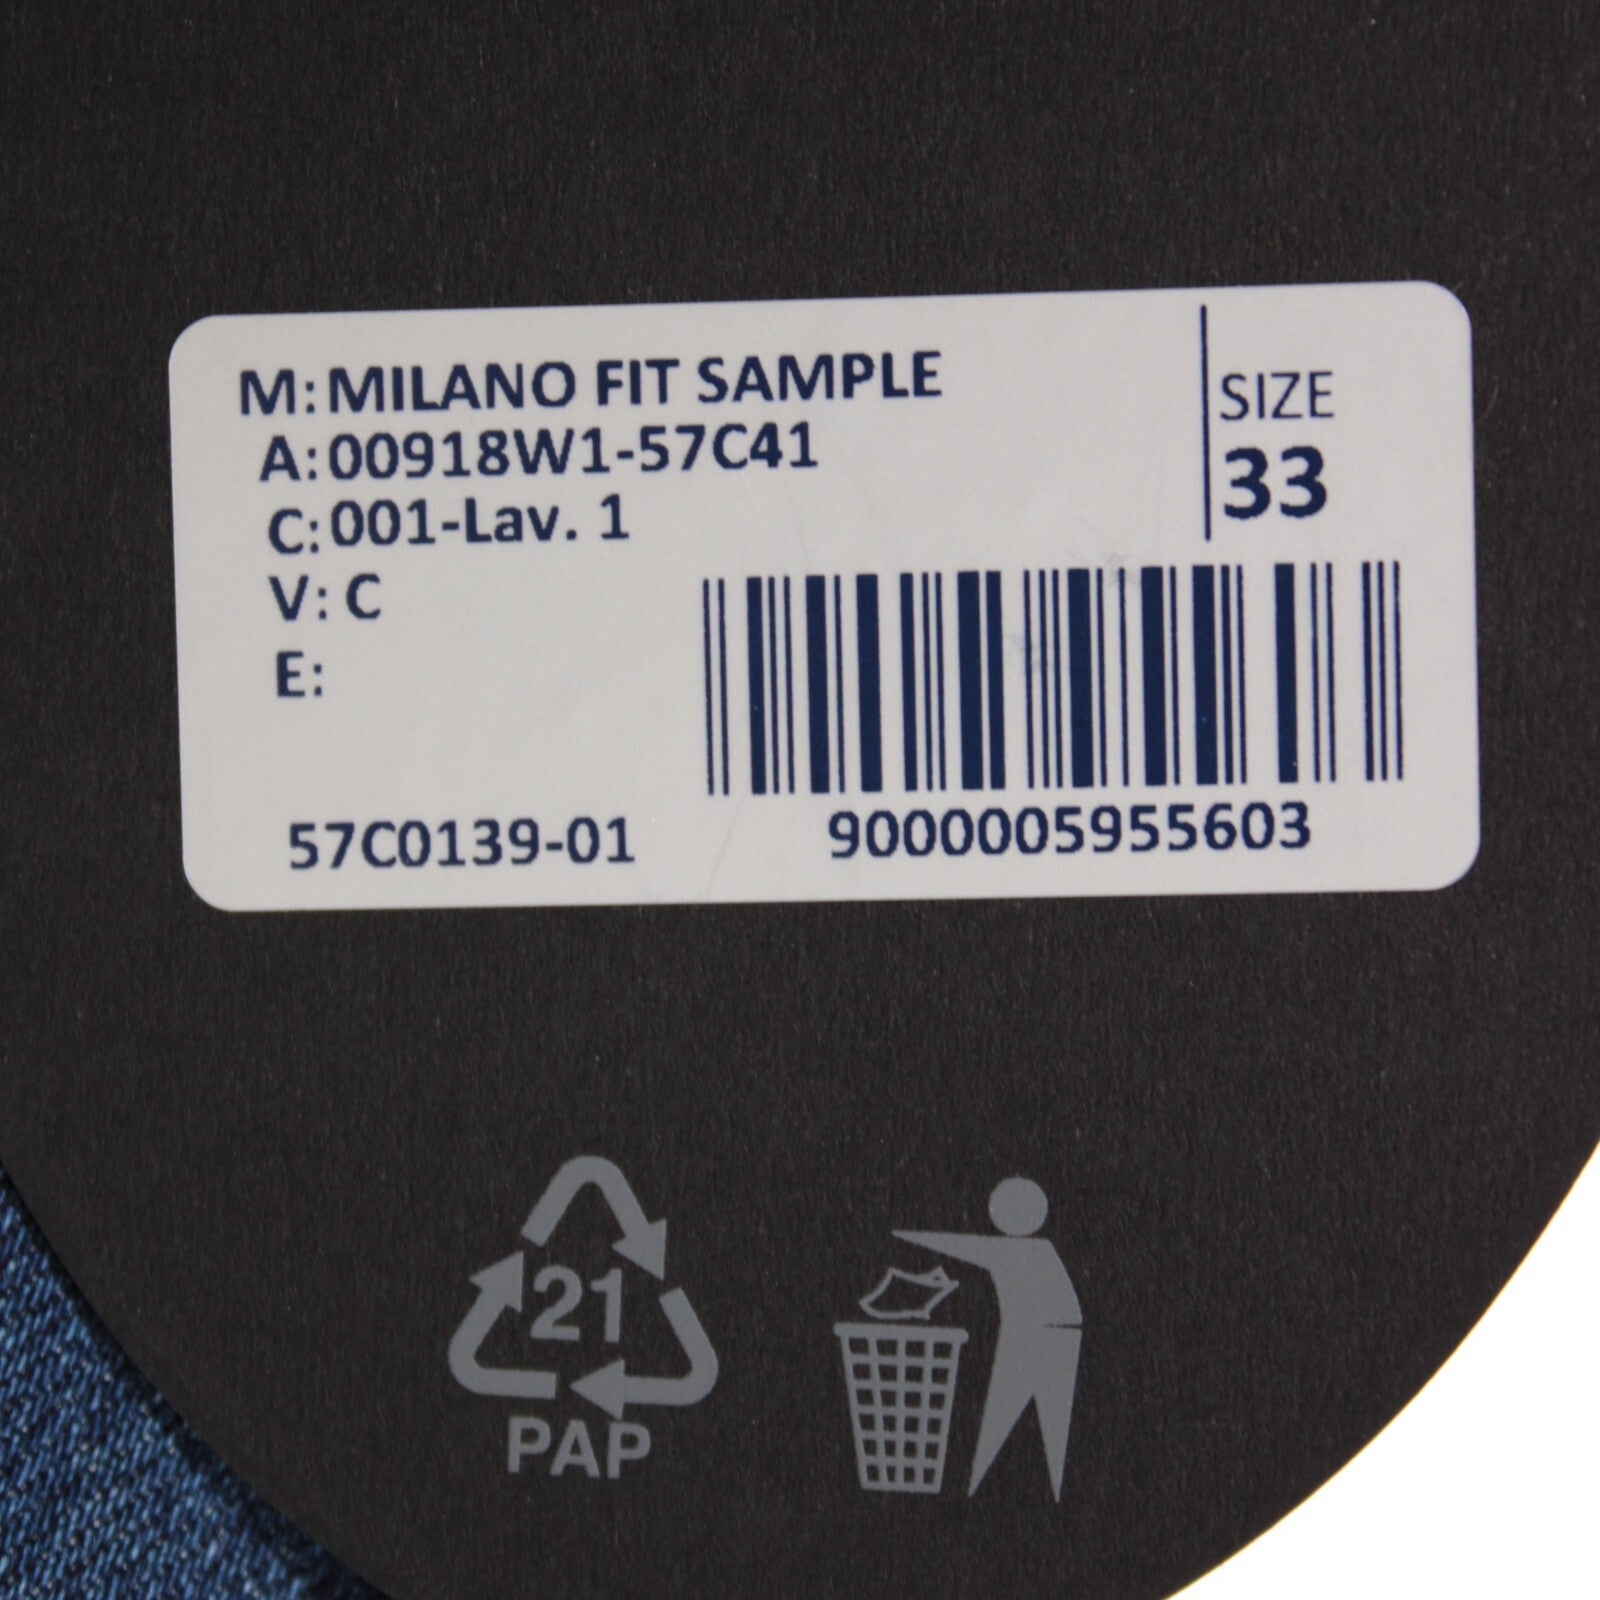 M: MILANO FIT SAMPLE
A: 00918W1-57C41
C: 001-Lav. 1
V: C
E:
SIZE
33
57C0139-01
9000005955603
21
PAP